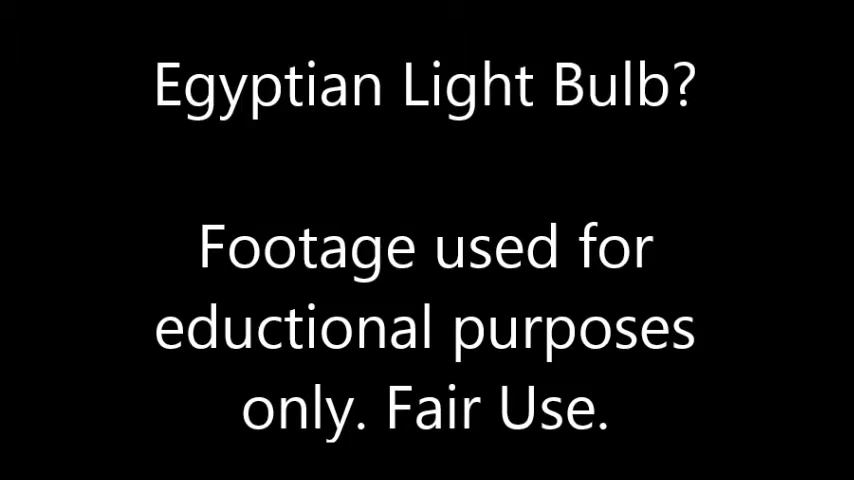 Egyptian Light Bulb?
Footage used for
eductional purposes
only. Fair Use.